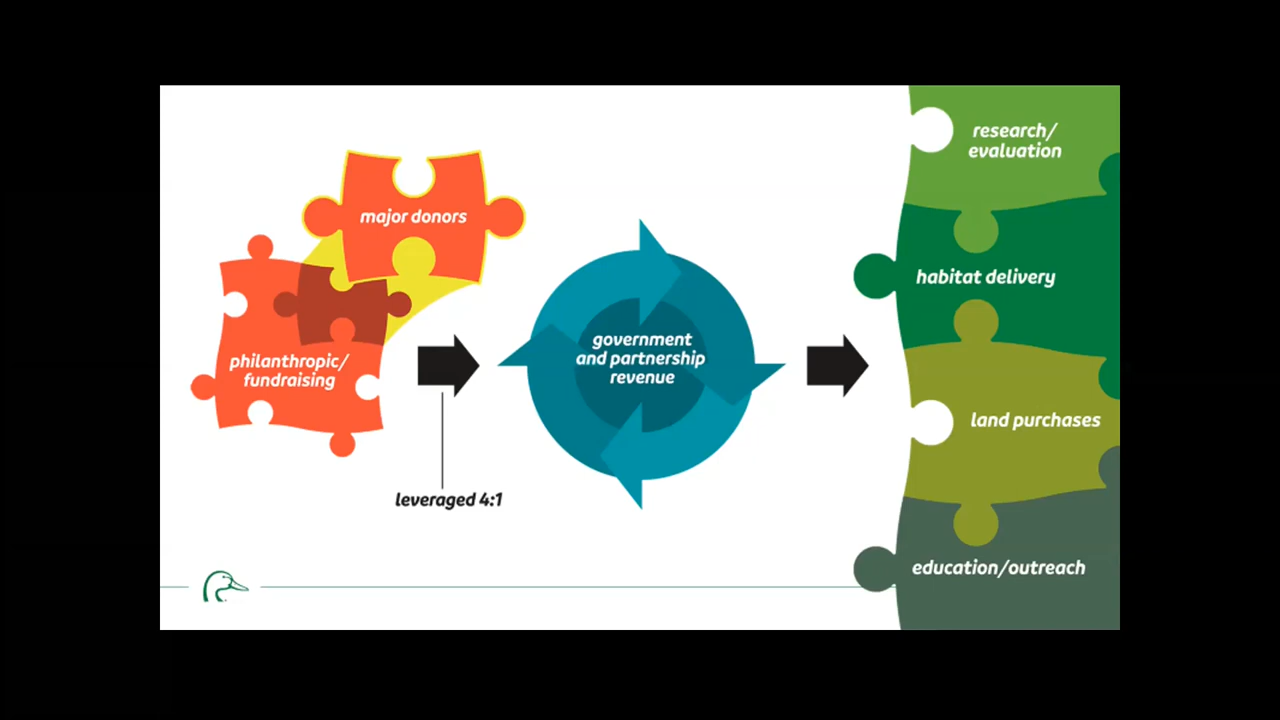 major donors
philanthropic/
fundraising
leveraged 4:1
government
and partnership
revenue
research/
evaluation
habitat delivery
land purchases
education/outreach